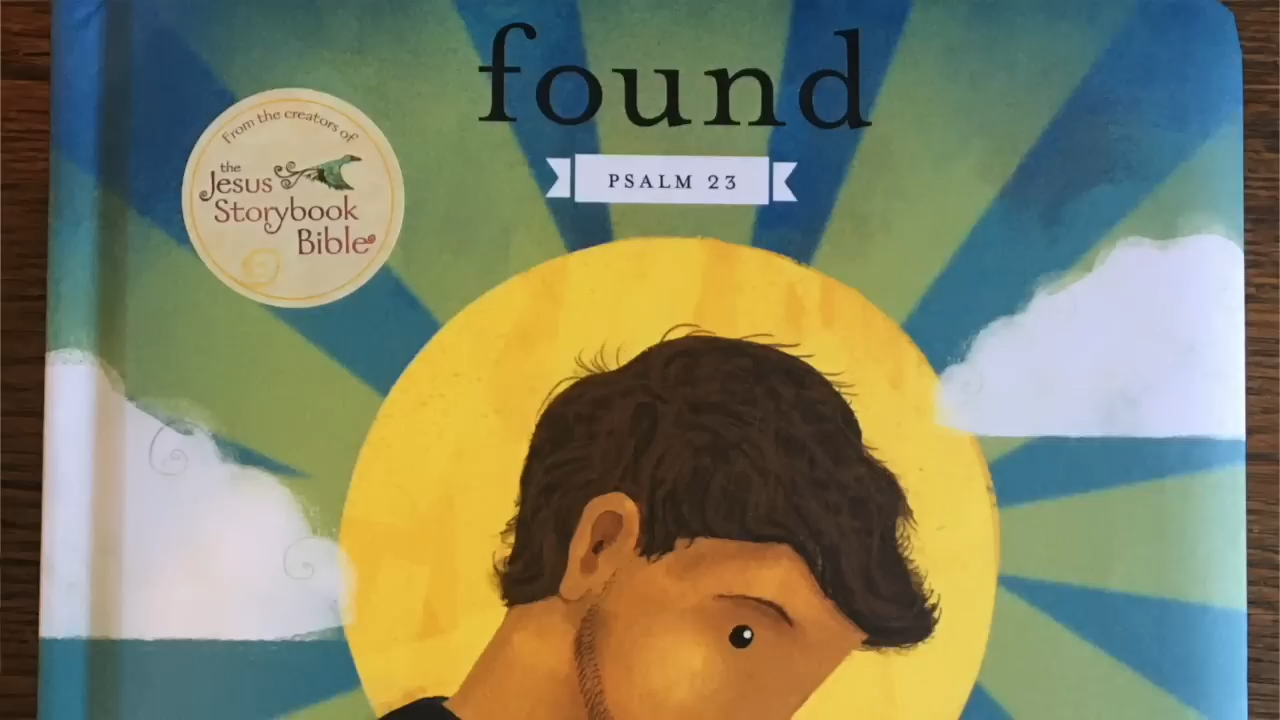 found
PSALM 23
From the creators of
the
Jesus
Storybook
Bible